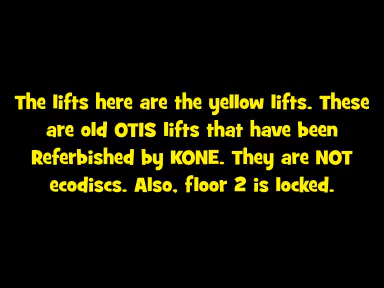 The lifts here are the yellow lifts. These
are old OTIS lifts that have been
Referbished by KONE. They are NOT
ecodiscs. Also, floor 2 is locked.